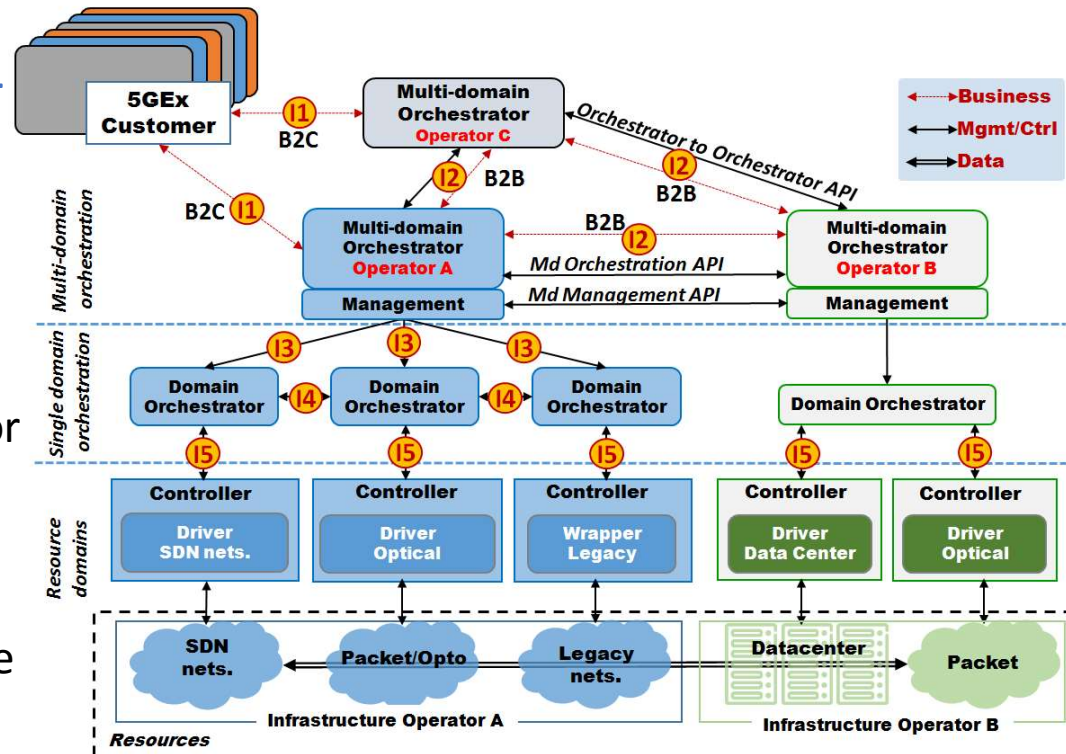 5GEx
Customer
I1
B2C
Multi-domain
Orchestrator
Operator C
Orchestrator to Orchestrator API
Business
Mgmt/Ctrl
Data
I2
B2B
I2
B2B
B2C
I1
Multi-domain
orchestration
Multi-domain
Orchestrator
Operator A
B2B
I2
Md Orchestration API
Multi-domain
Orchestrator
Operator B
Management
Md Management API
Management
Single domain
orchestration
I3
I3
I3
Domain
Orchestrator
I4
Domain
Orchestrator
I4
Domain
Orchestrator
Domain Orchestrator
or
I5
I5
I5
I5
I5
Resource
domains
Controller
Driver
SDN nets.
Controller
Driver
Optical
Controller
Wrapper
Legacy
Controller
Driver
Data Center
Controller
Driver
Optical
e
SDN
nets.
Packet/Opto
Legacy
nets.
Datacenter
Packet
Infrastructure Operator A
Infrastructure Operator B
Resources